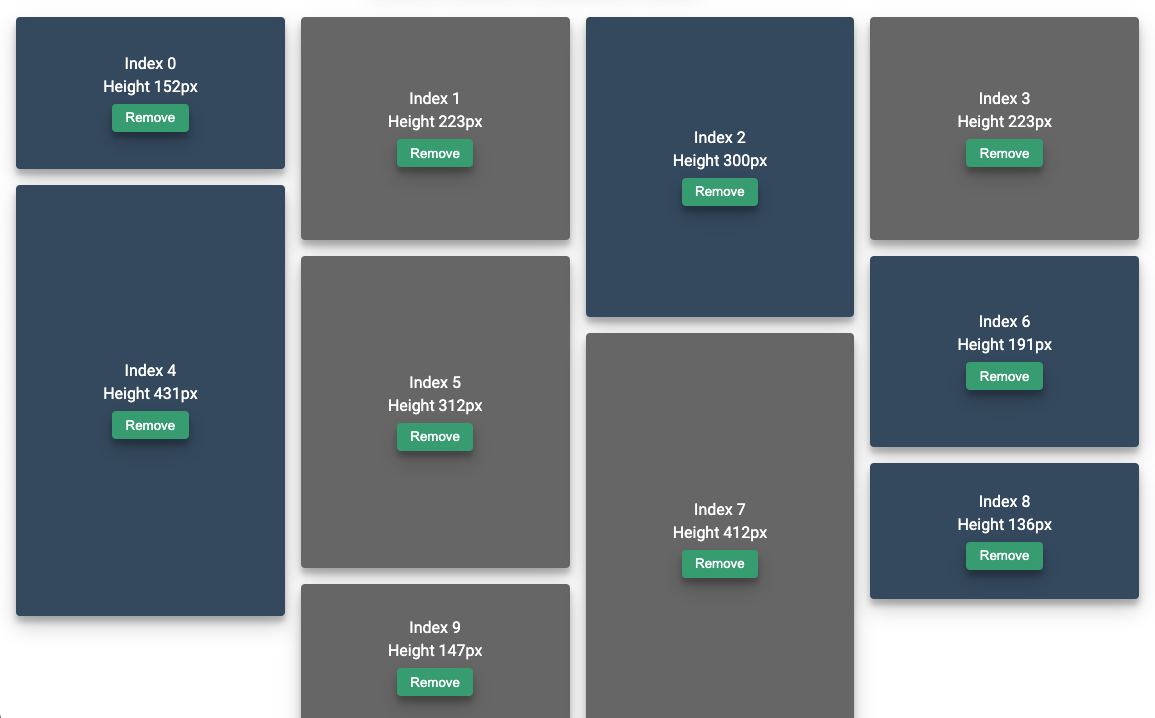 Index 0
Height 152px
Remove
Index 1
Height 223px
Remove
Index 2
Height 300px
Remove
Index 3
Height 223px
Remove
Index 4
Height 431px
Remove
Index 5
Height 312px
Remove
Index 6
Height 191px
Remove
Index 7
Height 412px
Remove
Index 8
Height 136px
Remove
Index 9
Height 147px
Remove